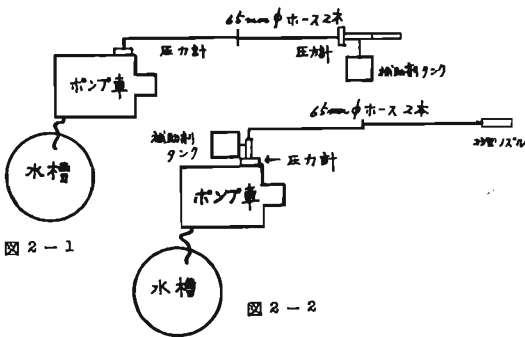 65mmφホース2本
圧力計
圧力計
ポンプ車
補助剤タンク
水槽
図2-1
65mmφホース2本
補助剤
タンク
圧力計
ノズル
ポンプ車
水槽
図2-2